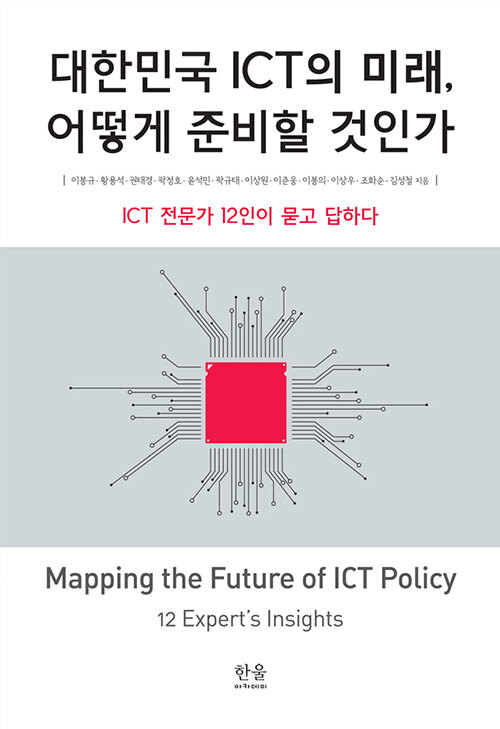 대한민국 ICT의 미래,
어떻게 준비할 것인가
| 이봉규·황용석·권태경·곽정호·윤석민·곽규태·이상원·이준웅·이봉의·이상우·조화순·김성철 지음 |
ICT 전문가 12인이 묻고 답하다
Mapping the Future of ICT Policy
12 Expert's Insights
한울
아카데미